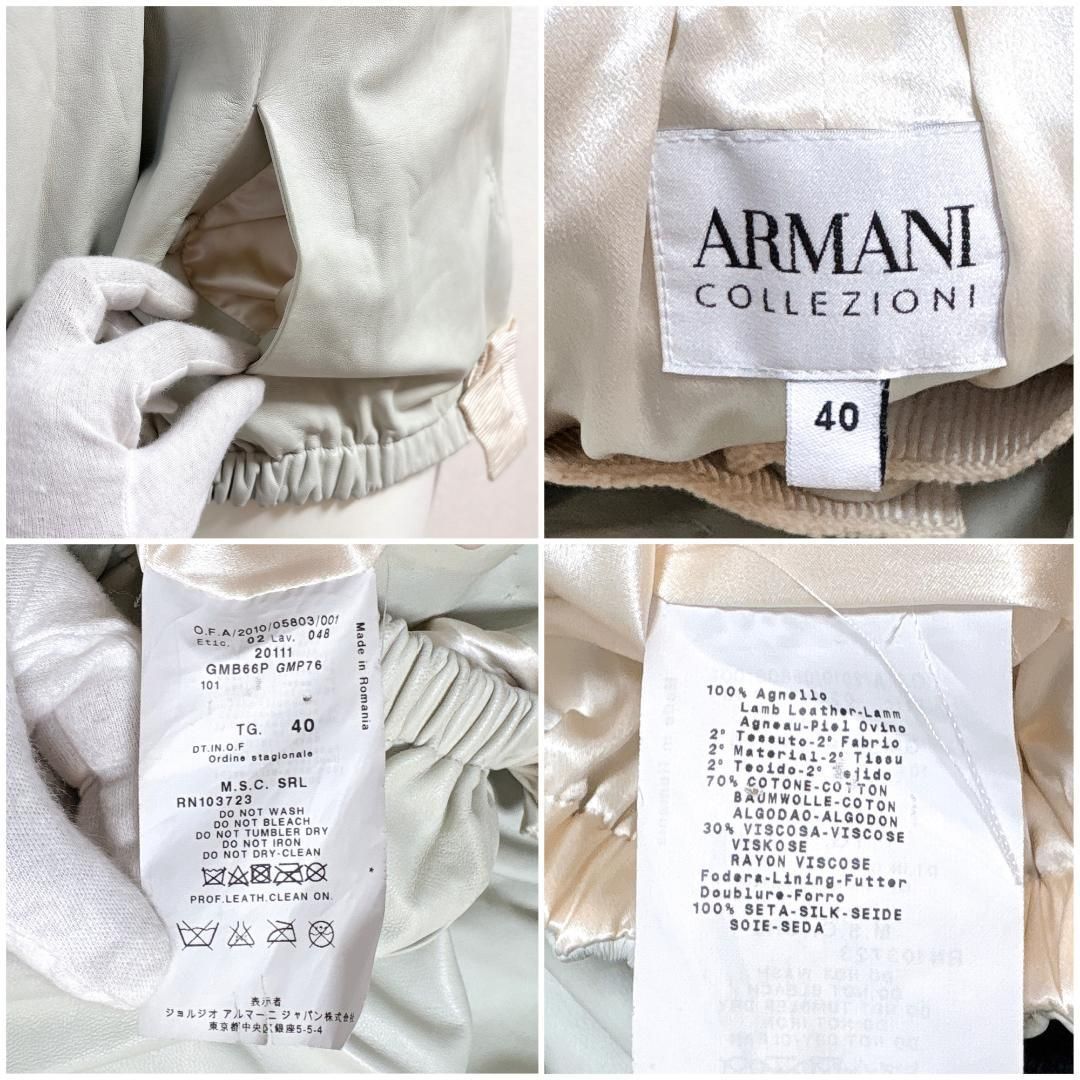 ARMANI
COLLEZIONI
40
O.F.A/2010/05803/001
Etic. 02 Lav. 048
20111
GMB66P GMP76
101
Made in Romania
TG. 40
DT.IN.O.F
Ordine stagionale
M.S.C. SRL
RN103723
DO NOT WASH
DO NOT BLEACH
DO NOT TUMBLER DRY
DO NOT IRON
DO NOT DRY-CLEAN
PROF.LEATH.CLEAN ON.
表示者
ジョルジオ アルマーニ ジャパン株式会社
東京都中央区銀座5-5-4
100% Agnello
Lamb Leather-Lamm
Agneau-Piel Ovino
2° Tessuto-2° Fabric
2° Material-2° Tissu
2° Tecido-2° ejido
70% COTONE-COTTON
BAUMWOLLE-COTON
ALGODAO-ALGODON
30% VISCOSA-VISCOSE
VISKOSE
RAYON VISCOSE
Fodera-Lining-Futter
Doublure-Forro
100% SETA-SILK-SEIDE
SOIE-SEDA